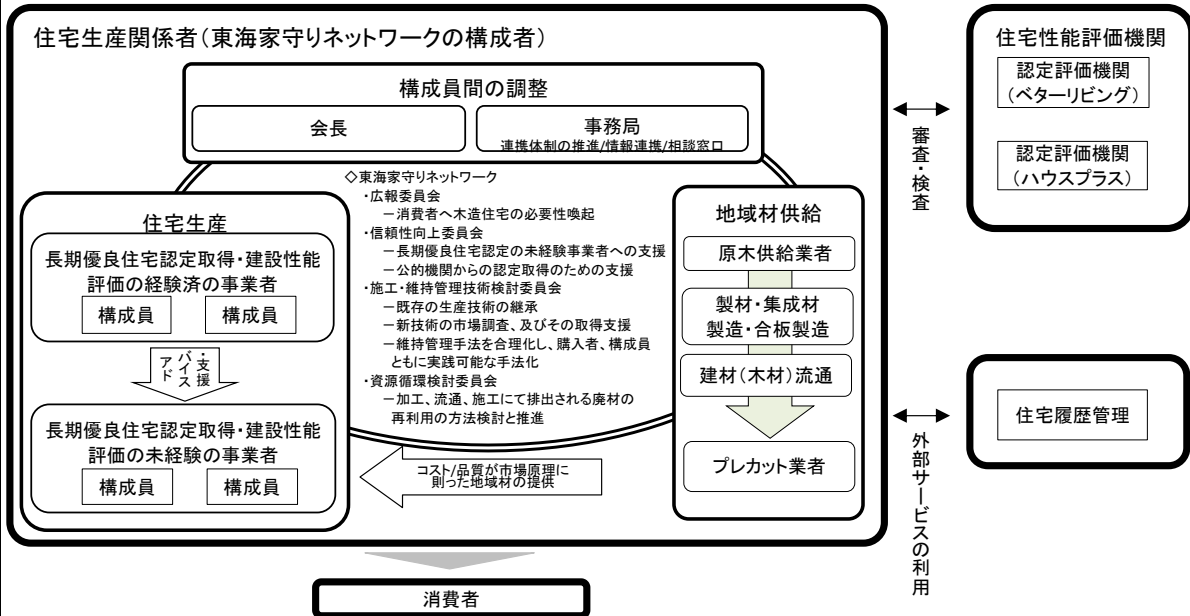 住宅生産関係者(東海家守りネットワークの構成者)
構成員間の調整
会長
事務局
連携体制の推進/情報連携/相談窓口
住宅生産
長期優良住宅認定取得・建設性能
評価の経験済の事業者
構成員
構成員
アド
バイス
・支援
長期優良住宅認定取得・建設性能
評価の未経験の事業者
構成員
構成員
◇東海家守りネットワーク
・広報委員会
－消費者へ木造住宅の必要性喚起
・信頼性向上委員会
－長期優良住宅認定の未経験事業者への支援
－公的機関からの認定取得のための支援
・施工・維持管理技術検討委員会
－既存の生産技術の継承
－新技術の市場調査、及びその取得支援
－維持管理手法を合理化し、購入者、構成員
ともに実践可能な手法化
・資源循環検討委員会
－加工、流通、施工にて排出される廃材の
再利用の方法検討と推進
コスト/品質が市場原理に
則った地域材の提供
地域材供給
原木供給業者
製材・集成材
製造・合板製造
建材(木材)流通
プレカット業者
審査・検査
外部サービスの利用
住宅性能評価機関
認定評価機関
(ベターリビング)
認定評価機関
(ハウスプラス)
住宅履歴管理
消費者